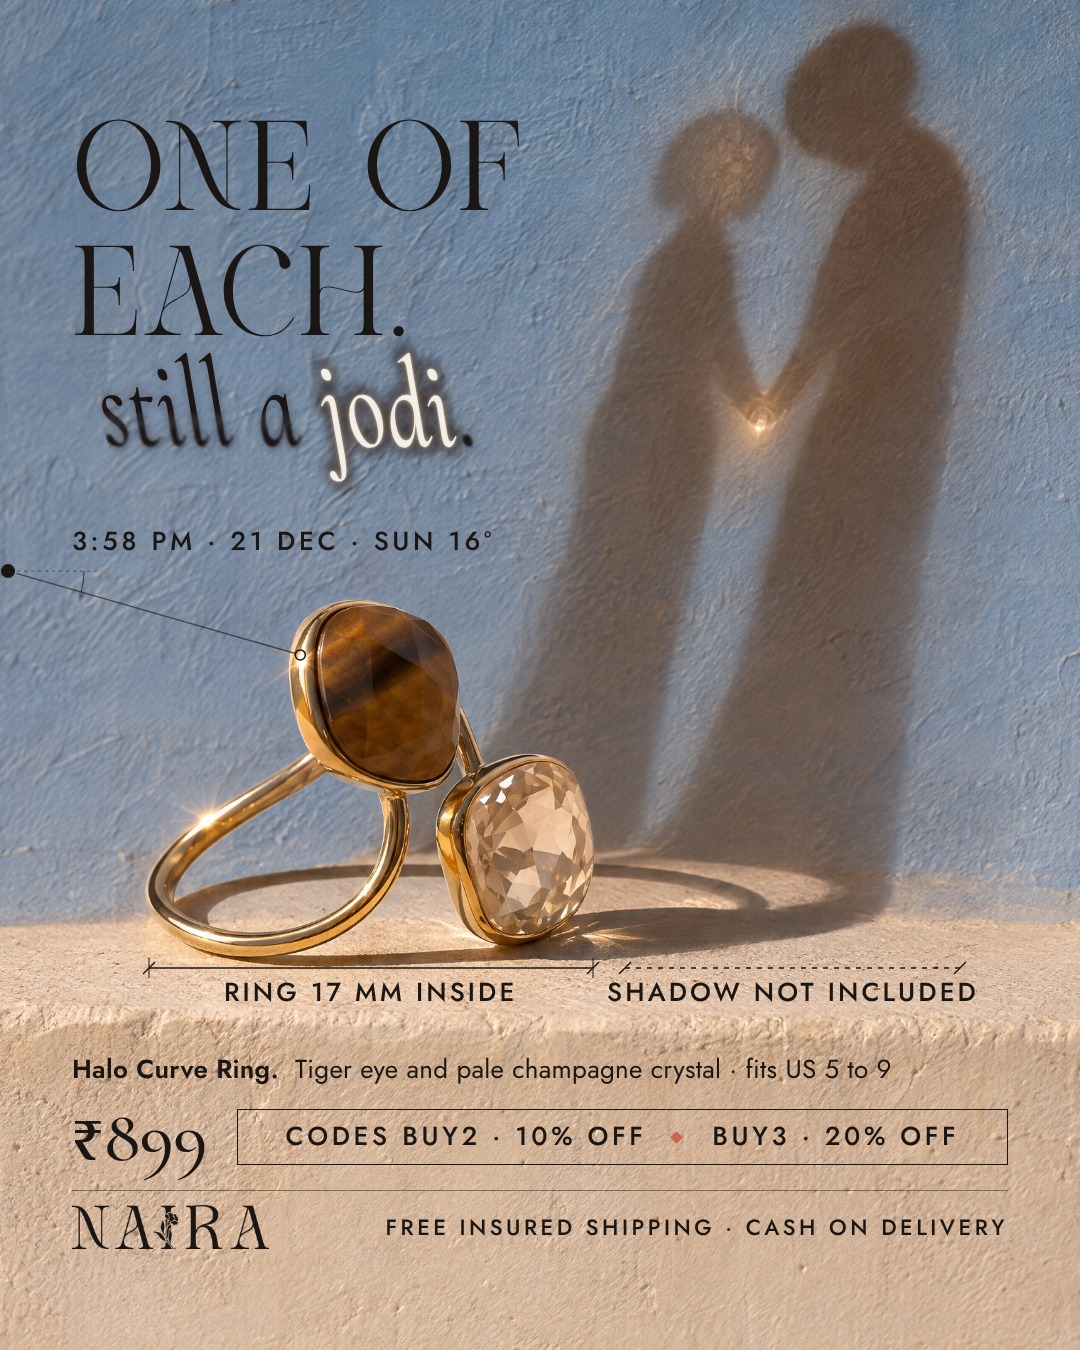 ONE OF
EACH.
still a jodi.
3:58 PM · 21 DEC · SUN 16°
RING 17 MM INSIDE
SHADOW NOT INCLUDED
Halo Curve Ring. Tiger eye and pale champagne crystal · fits US 5 to 9
₹899
CODES BUY2 · 10% OFF ◆ BUY3 · 20% OFF
NAIRA
FREE INSURED SHIPPING · CASH ON DELIVERY